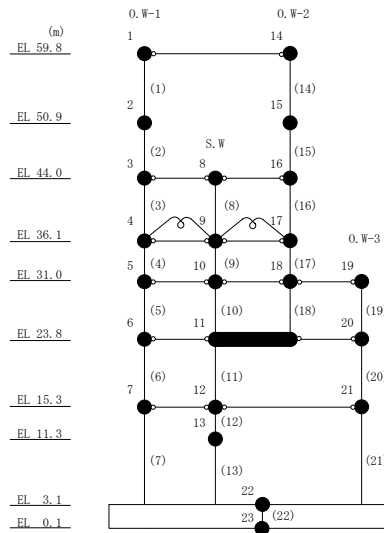 O.W-1 O.W-2
(m) 1 14
EL 59.8
(1) (14)
2 15
EL 50.9
(2) S.W (15)
3 8 16
EL 44.0
(3) (8) (16)
4 9 17
EL 36.1 O.W-3
5 (4) 10 (9) 18 (17) 19
EL 31.0
(5) (10) (18) (19)
6 11 20
EL 23.8
(6) (11) (20)
7 12 21
EL 15.3
13 (12)
EL 11.3
(7) (13) (21)
22
EL 3.1
23 (22)
EL 0.1